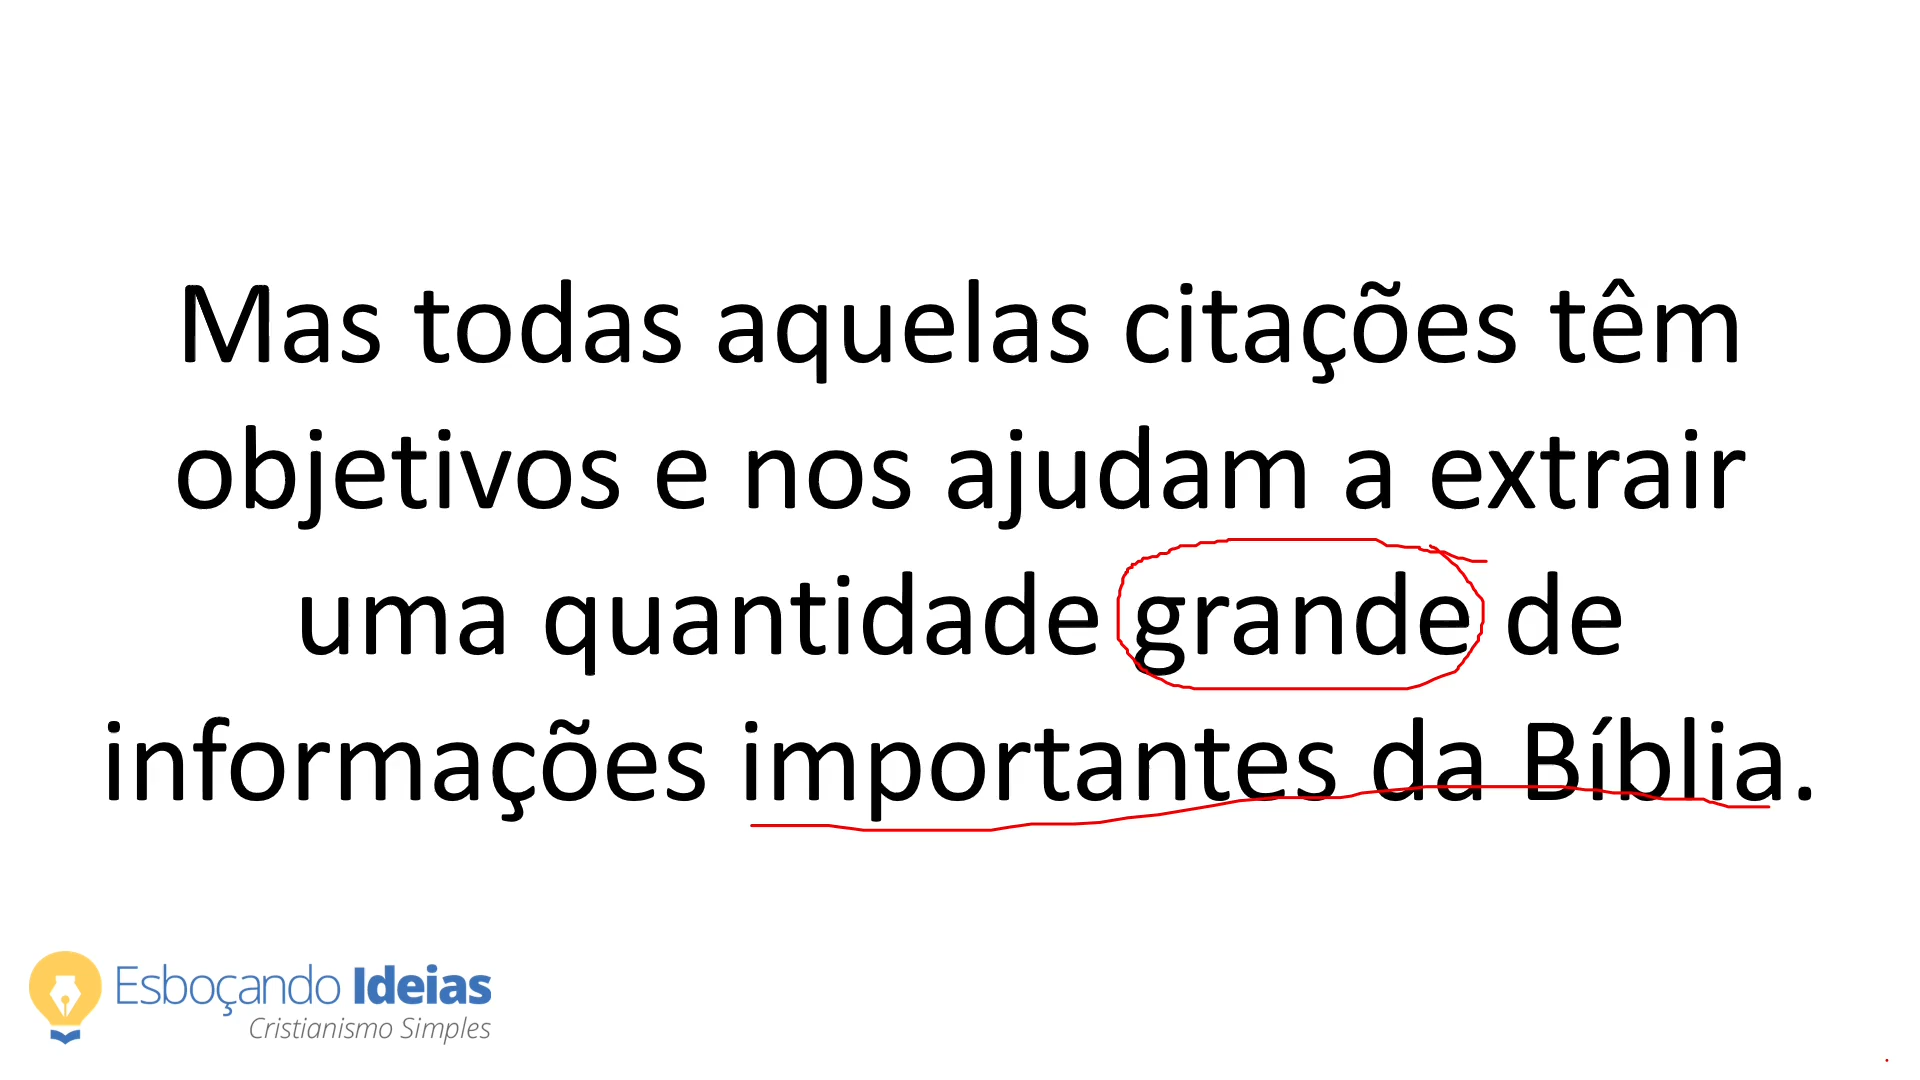 Mas todas aquelas citações têm
objetivos e nos ajudam a extrair
uma quantidade grande de
informações importantes da Bíblia.
Esboçando Ideias
Cristianismo Simples